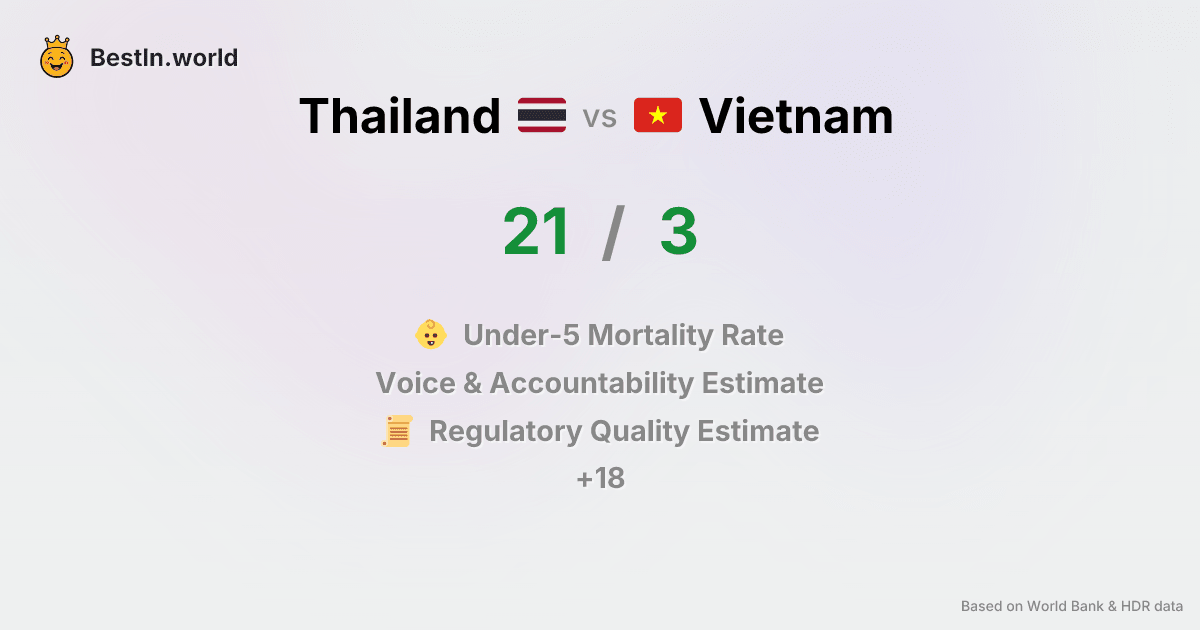 BestIn.world
Thailand vs Vietnam
21 / 3
Under-5 Mortality Rate
Voice & Accountability Estimate
Regulatory Quality Estimate
+18
Based on World Bank & HDR data